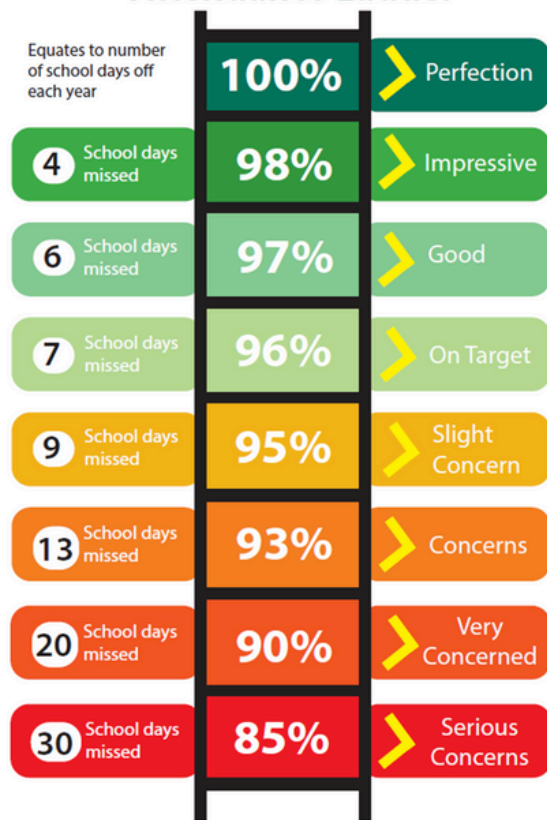 Equates to number
of school days off
each year
100%
Perfection
4
School days
missed
98%
Impressive
6
School days
missed
97%
Good
7
School days
missed
96%
On Target
9
School days
missed
95%
Slight
Concern
13
School days
missed
93%
Concerns
20
School days
missed
90%
Very
Concerned
30
School days
missed
85%
Serious
Concerns